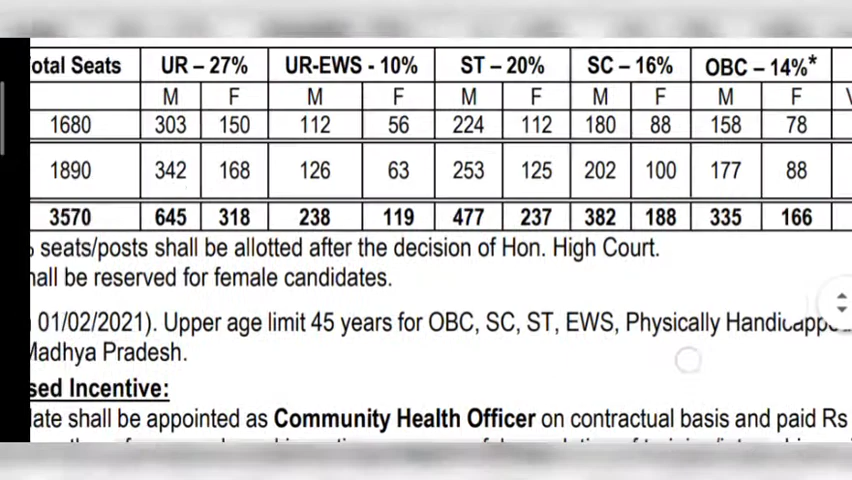 otal Seats UR – 27% UR-EWS - 10% ST – 20% SC – 16% OBC – 14%*
M F M F M F M F M F
1680 303 150 112 56 224 112 180 88 158 78
1890 342 168 126 63 253 125 202 100 177 88
3570 645 318 238 119 477 237 382 188 335 166
seats/posts shall be allotted after the decision of Hon. High Court.
hall be reserved for female candidates.
01/02/2021). Upper age limit 45 years for OBC, SC, ST, EWS, Physically Handicappe
Madhya Pradesh.
sed Incentive:
date shall be appointed as Community Health Officer on contractual basis and paid Rs